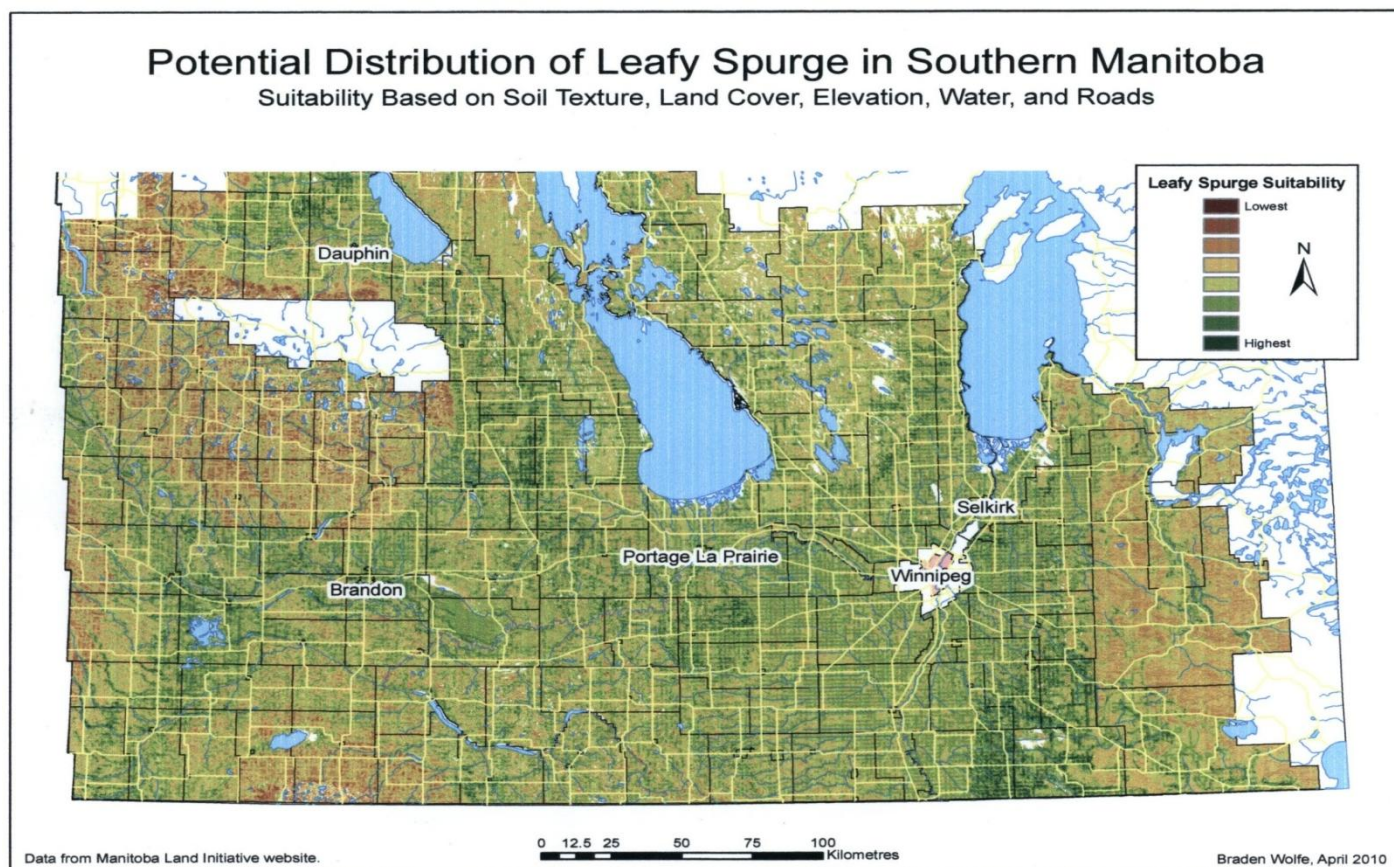 Potential Distribution of Leafy Spurge in Southern Manitoba
Suitability Based on Soil Texture, Land Cover, Elevation, Water, and Roads
Leafy Spurge Suitability
Lowest
Highest
N
Dauphin
Selkirk
Portage La Prairie
Winnipeg
Brandon
0 12.5 25 50 75 100
Kilometres
Data from Manitoba Land Initiative website.
Braden Wolfe, April 2010